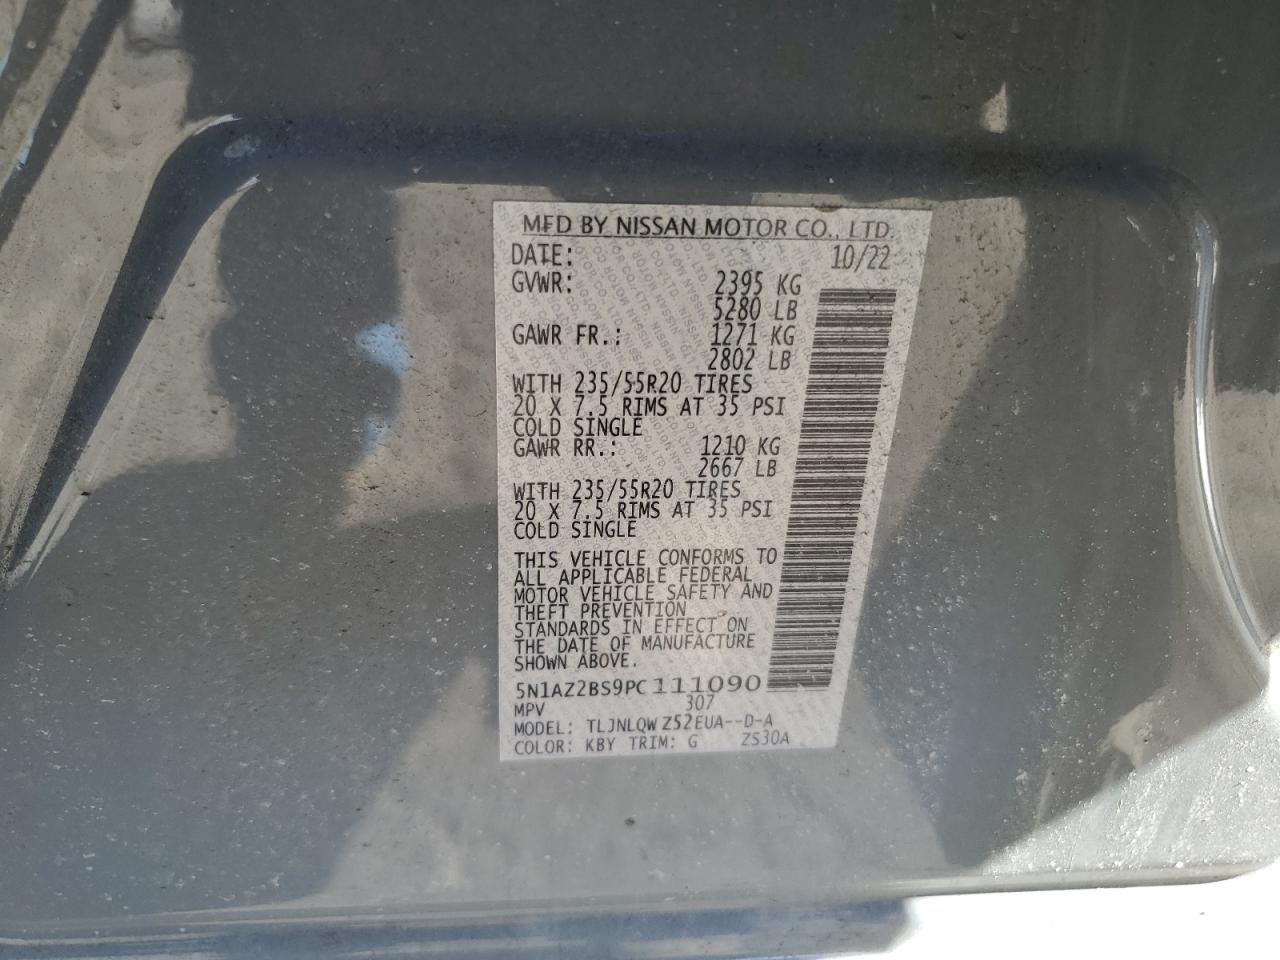 MFD BY NISSAN MOTOR CO., LTD.
DATE: 10/22
GVWR: 2395 KG
5280 LB
GAWR FR.: 1271 KG
2802 LB
WITH 235/55R20 TIRES
20 X 7.5 RIMS AT 35 PSI
COLD SINGLE
GAWR RR.: 1210 KG
2667 LB
WITH 235/55R20 TIRES
20 X 7.5 RIMS AT 35 PSI
COLD SINGLE
THIS VEHICLE CONFORMS TO
ALL APPLICABLE FEDERAL
MOTOR VEHICLE SAFETY AND
THEFT PREVENTION
STANDARDS IN EFFECT ON
THE DATE OF MANUFACTURE
SHOWN ABOVE.
5N1AZ2BS9PC111090
MPV 307
MODEL: TLJNLQW Z52EUA--D-A
COLOR: KBY TRIM: G ZS30A